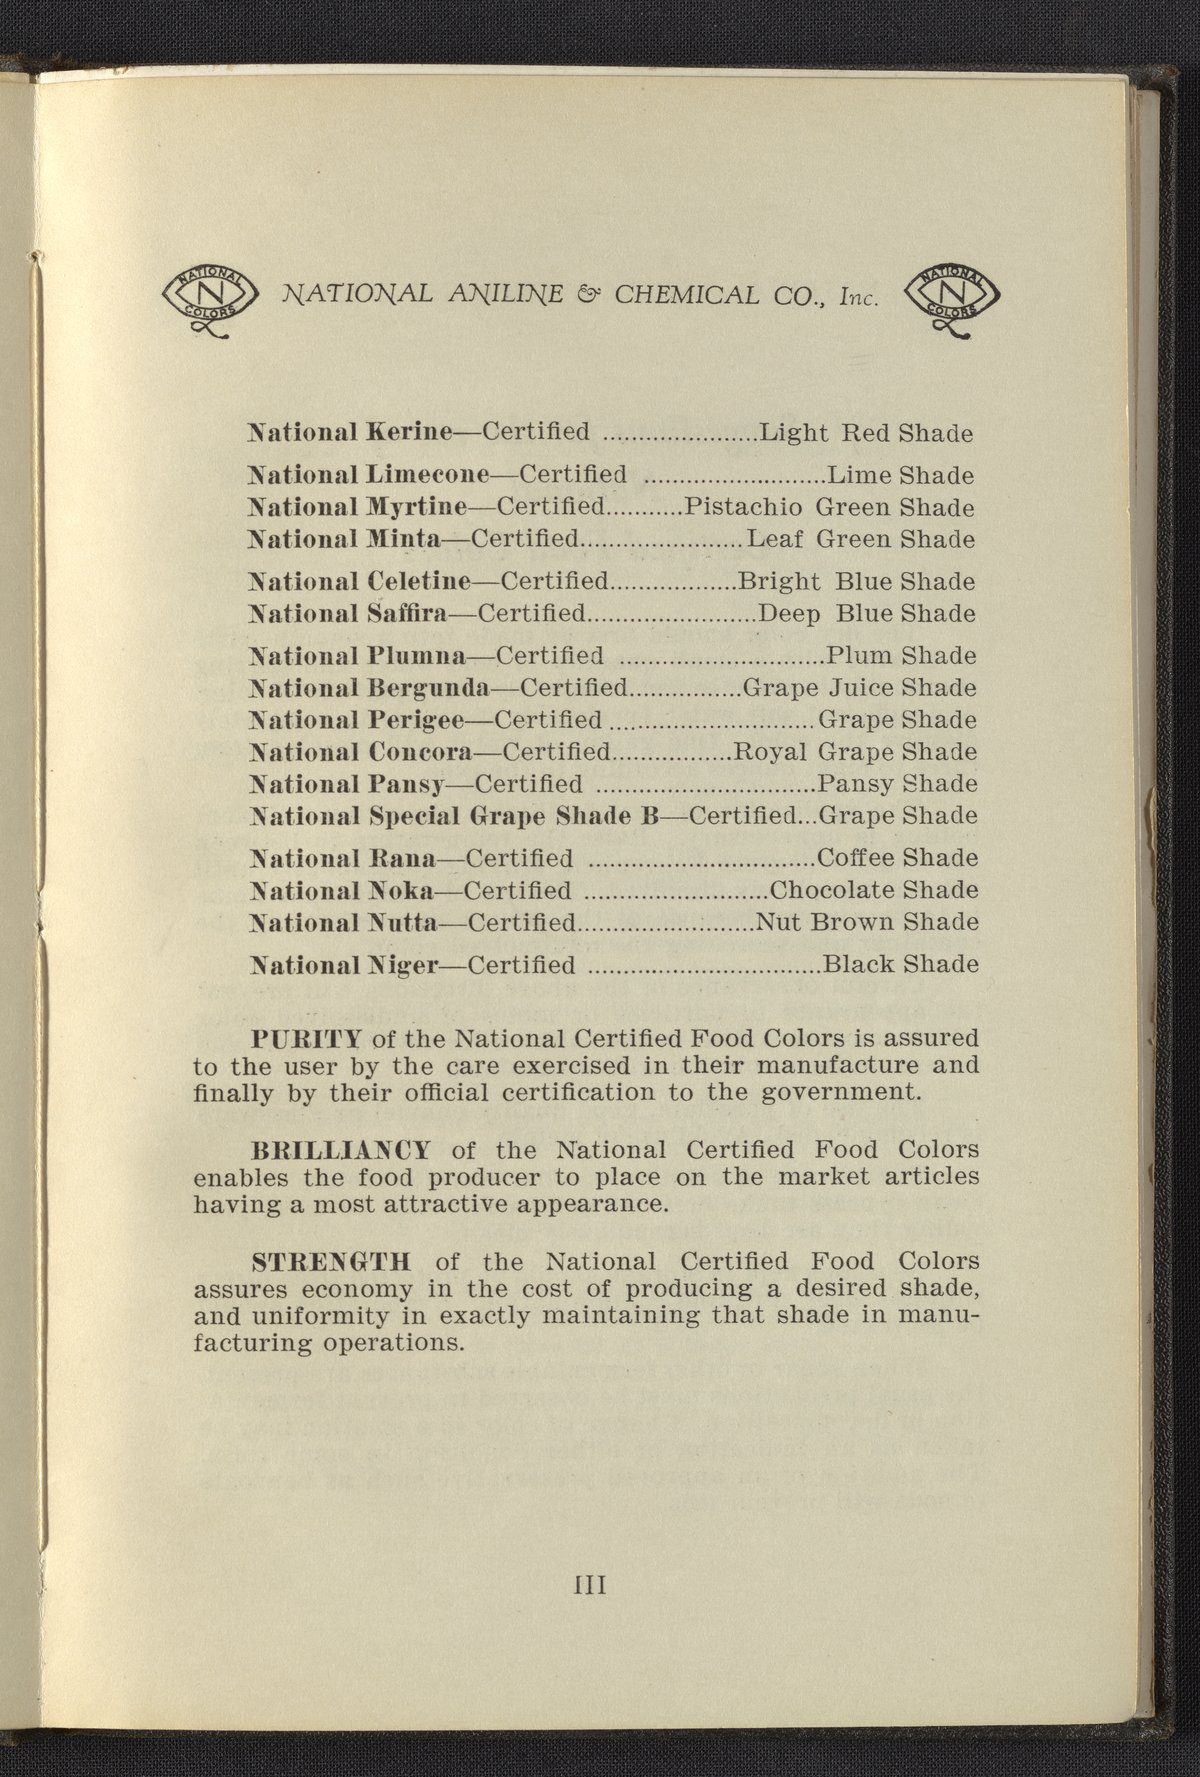 NATIONAL N COLORS
NATIONAL ANILINE & CHEMICAL CO., Inc.
NATIONAL N COLORS
National Kerine—Certified ......................Light Red Shade
National Limecone—Certified ..........................Lime Shade
National Myrtine—Certified...........Pistachio Green Shade
National Minta—Certified.......................Leaf Green Shade
National Celetine—Certified..................Bright Blue Shade
National Saffira—Certified........................Deep Blue Shade
National Plumna—Certified .............................Plum Shade
National Bergunda—Certified................Grape Juice Shade
National Perigee—Certified .............................Grape Shade
National Concora—Certified.................Royal Grape Shade
National Pansy—Certified ...............................Pansy Shade
National Special Grape Shade B—Certified...Grape Shade
National Rana—Certified ................................Coffee Shade
National Noka—Certified ..........................Chocolate Shade
National Nutta—Certified.........................Nut Brown Shade
National Niger—Certified .................................Black Shade
PURITY of the National Certified Food Colors is assured
to the user by the care exercised in their manufacture and
finally by their official certification to the government.
BRILLIANCY of the National Certified Food Colors
enables the food producer to place on the market articles
having a most attractive appearance.
STRENGTH of the National Certified Food Colors
assures economy in the cost of producing a desired shade,
and uniformity in exactly maintaining that shade in manu-
facturing operations.
III